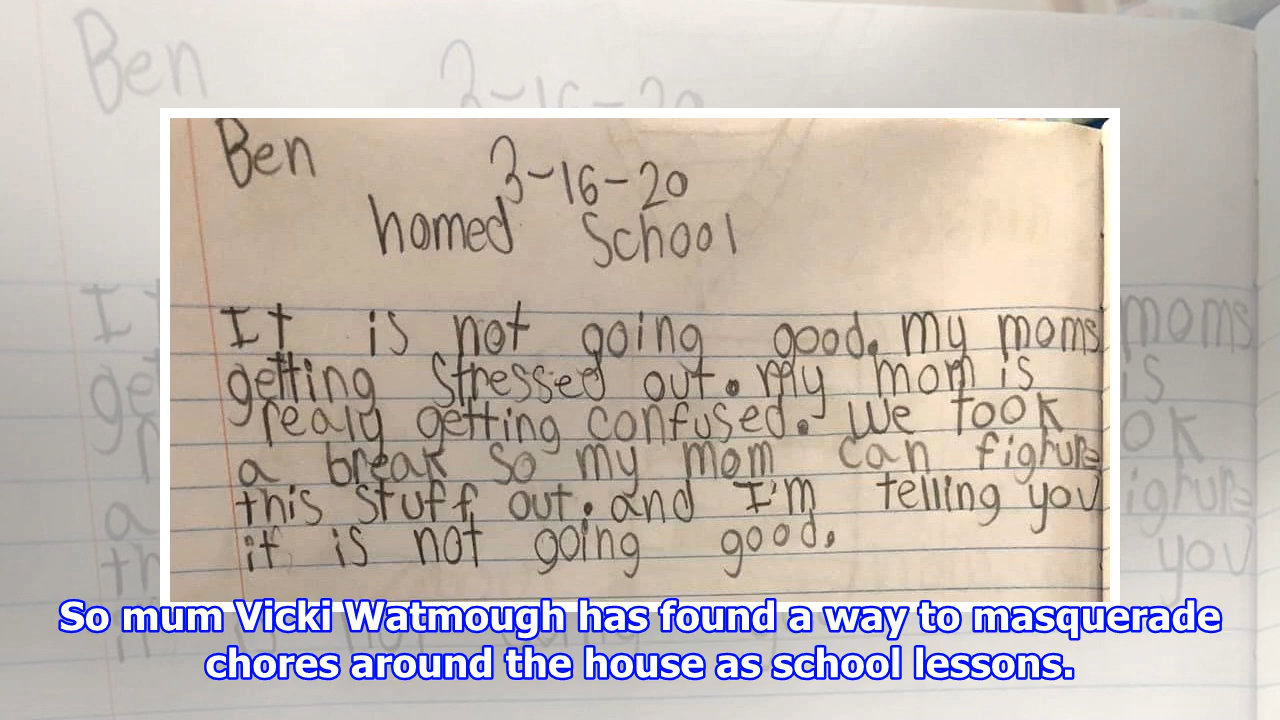 Ben
3-16-20
homed School
It is not going good. my moms
getting stressed out. My mom is
realy getting confused. We took
a break so my mom can fighure
this stuff out. and I'm telling you
it is not going good.
So mum Vicki Watmough has found a way to masquerade
chores around the house as school lessons.